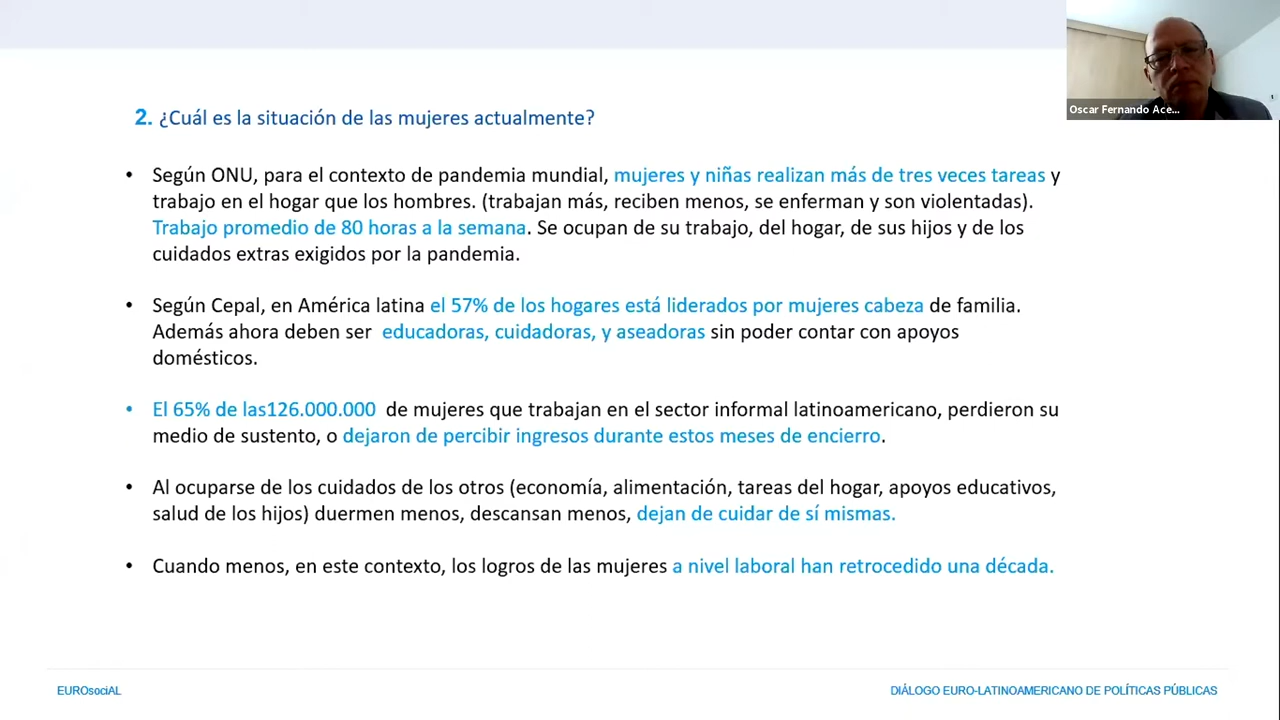 Oscar Fernando Ace...
2. ¿Cuál es la situación de las mujeres actualmente?
• Según ONU, para el contexto de pandemia mundial, mujeres y niñas realizan más de tres veces tareas y
trabajo en el hogar que los hombres. (trabajan más, reciben menos, se enferman y son violentadas).
Trabajo promedio de 80 horas a la semana. Se ocupan de su trabajo, del hogar, de sus hijos y de los
cuidados extras exigidos por la pandemia.
• Según Cepal, en América latina el 57% de los hogares está liderados por mujeres cabeza de familia.
Además ahora deben ser educadoras, cuidadoras, y aseadoras sin poder contar con apoyos
domésticos.
• El 65% de las126.000.000 de mujeres que trabajan en el sector informal latinoamericano, perdieron su
medio de sustento, o dejaron de percibir ingresos durante estos meses de encierro.
• Al ocuparse de los cuidados de los otros (economía, alimentación, tareas del hogar, apoyos educativos,
salud de los hijos) duermen menos, descansan menos, dejan de cuidar de sí mismas.
• Cuando menos, en este contexto, los logros de las mujeres a nivel laboral han retrocedido una década.
EUROsociAL
DIÁLOGO EURO-LATINOAMERICANO DE POLÍTICAS PÚBLICAS